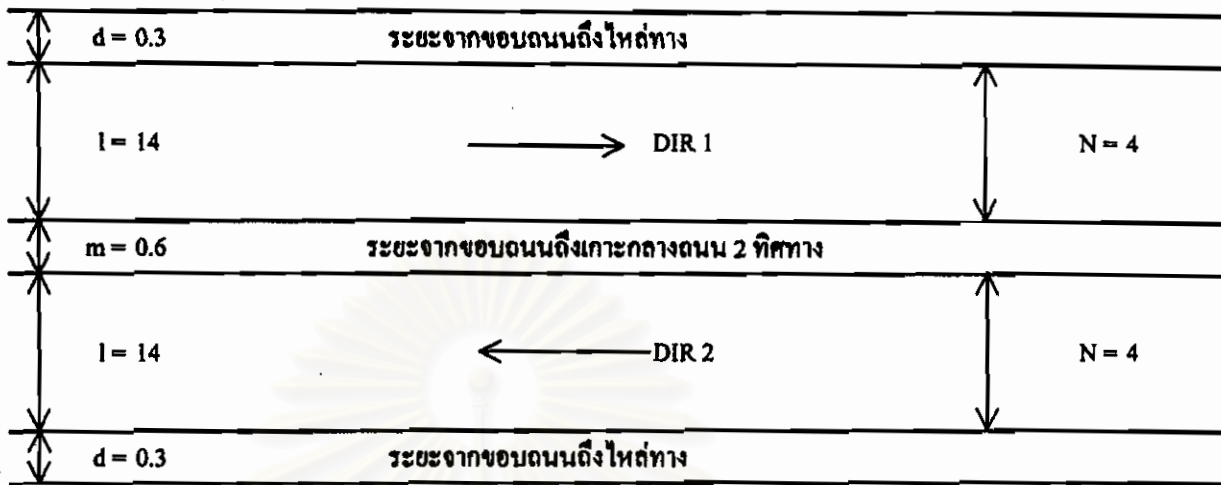 d = 0.3 ระยะจากขอบถนนถึงไหล่ทาง
l = 14 DIR 1 N = 4
m = 0.6 ระยะจากขอบถนนถึงเกาะกลางถนน 2 ทิศทาง
l = 14 DIR 2 N = 4
d = 0.3 ระยะจากขอบถนนถึงไหล่ทาง